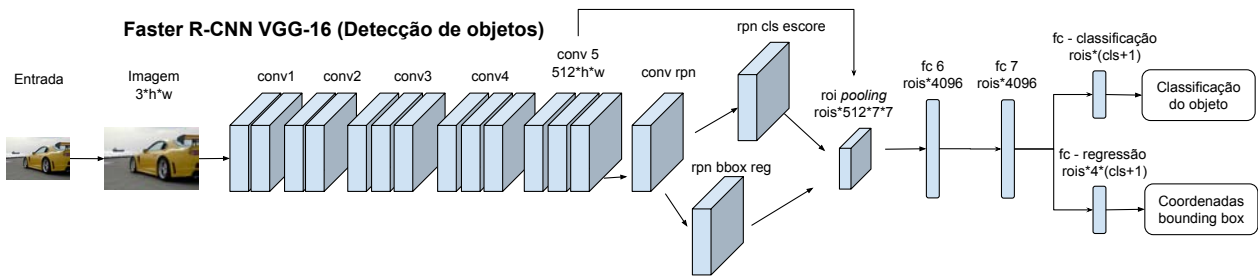 Faster R-CNN VGG-16 (Detecção de objetos)
Entrada
Imagem
3*h*w
conv1
conv2
conv3
conv4
conv 5
512*h*w
conv rpn
rpn cls escore
rpn bbox reg
roi pooling
rois*512*7*7
fc 6
rois*4096
fc 7
rois*4096
fc - classificação
rois*(cls+1)
Classificação
do objeto
fc - regressão
rois*4*(cls+1)
Coordenadas
bounding box